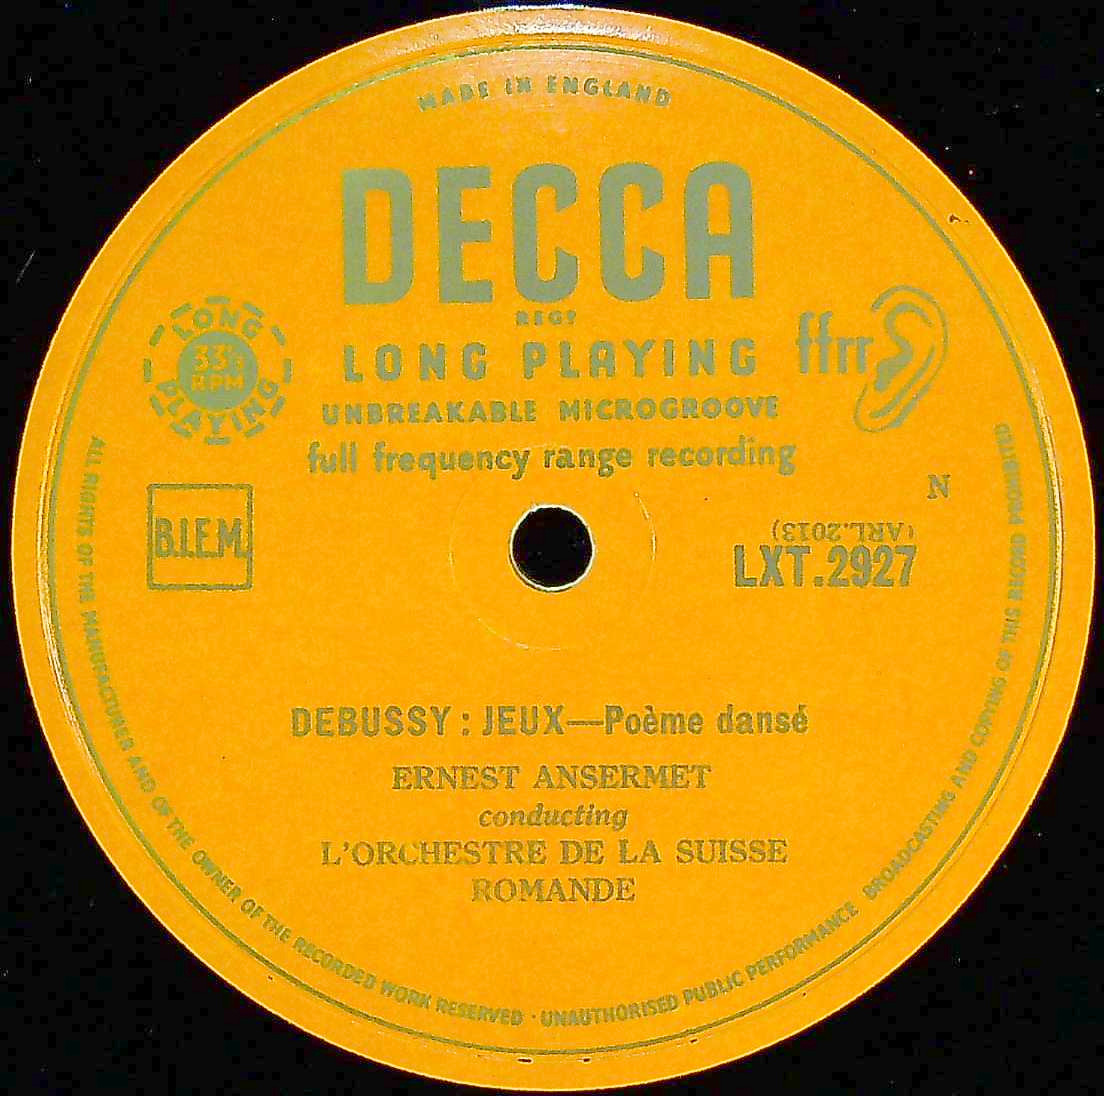 MADE IN ENGLAND
DECCA
REGD
LONG PLAYING
33⅓ RPM
LONG PLAYING
ffrr
UNBREAKABLE MICROGROOVE
full frequency range recording
B.I.E.M.
N
(ARL.2013)
LXT.2927
DEBUSSY : JEUX—Poème dansé
ERNEST ANSERMET
conducting
L'ORCHESTRE DE LA SUISSE
ROMANDE
ALL RIGHTS OF THE MANUFACTURER AND OF THE OWNER OF THE RECORDED WORK RESERVED · UNAUTHORISED PUBLIC PERFORMANCE BROADCASTING AND COPYING OF THIS RECORD PROHIBITED